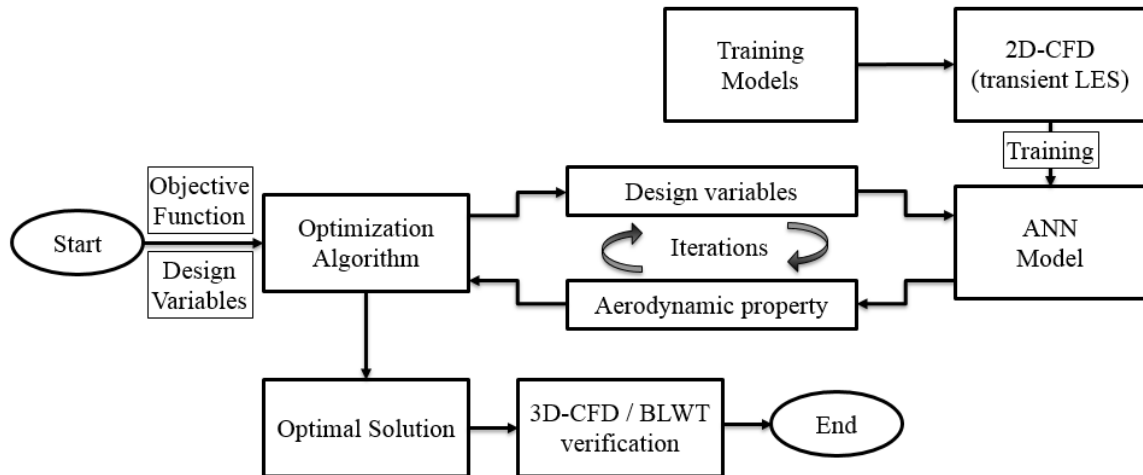 Training
Models
2D-CFD
(transient LES)
Training
Objective
Function
Design variables
Start
Optimization
Algorithm
Iterations
ANN
Model
Design
Variables
Aerodynamic property
Optimal Solution
3D-CFD / BLWT
verification
End